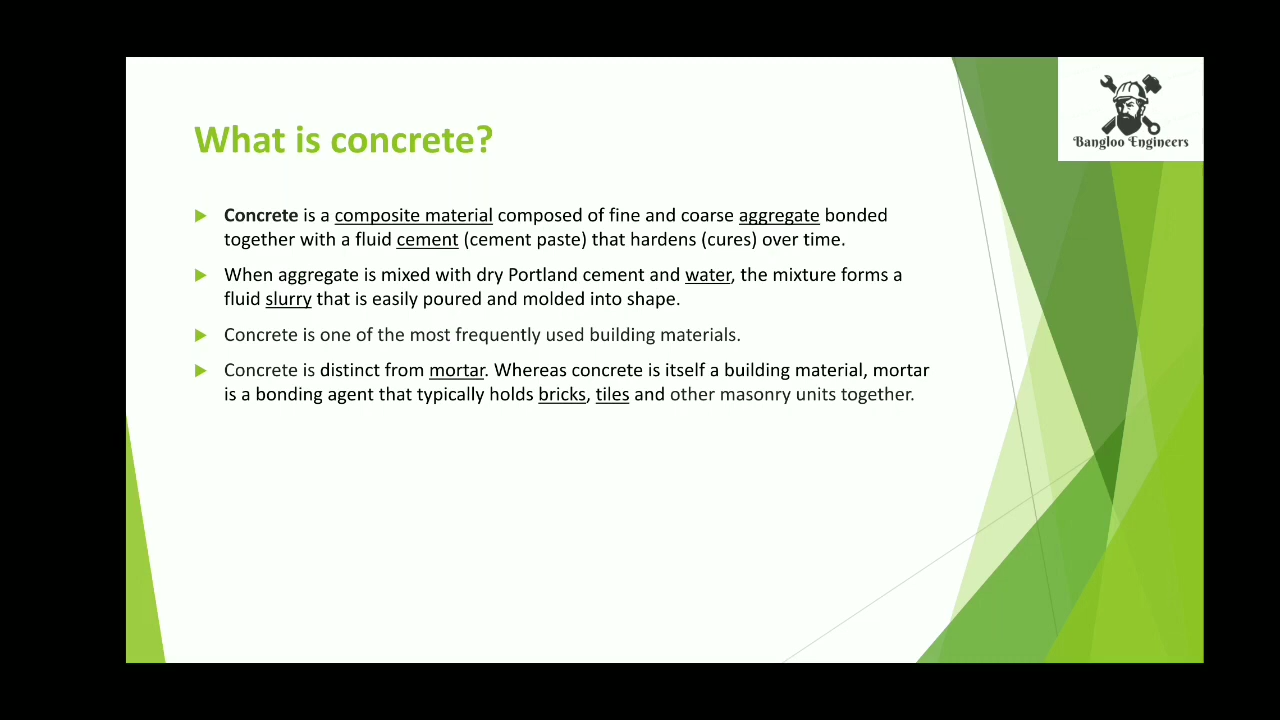 What is concrete?
Bangloo Engineers
Concrete is a composite material composed of fine and coarse aggregate bonded
together with a fluid cement (cement paste) that hardens (cures) over time.
When aggregate is mixed with dry Portland cement and water, the mixture forms a
fluid slurry that is easily poured and molded into shape.
Concrete is one of the most frequently used building materials.
Concrete is distinct from mortar. Whereas concrete is itself a building material, mortar
is a bonding agent that typically holds bricks, tiles and other masonry units together.